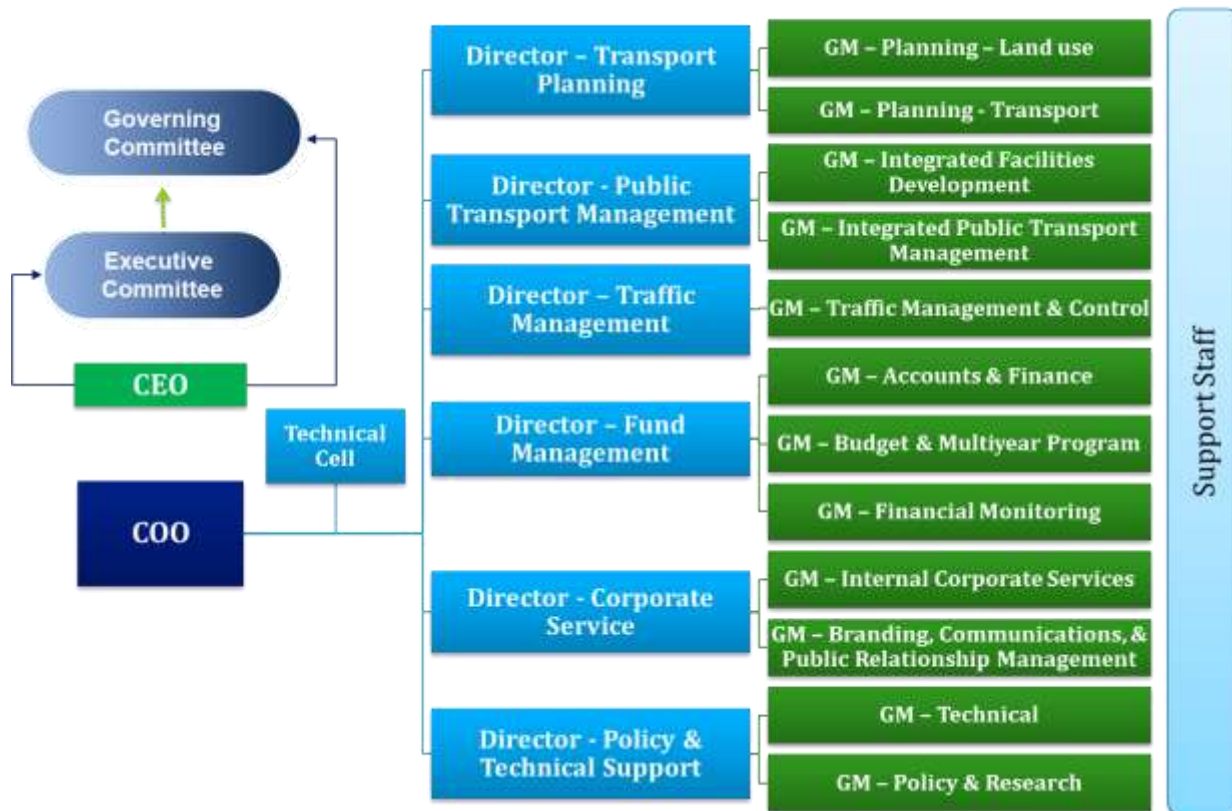 Governing
Committee
Executive
Committee
CEO
Technical
Cell
COO
Director – Transport
Planning
Director - Public
Transport Management
Director – Traffic
Management
Director – Fund
Management
Director - Corporate
Service
Director - Policy &
Technical Support
GM – Planning – Land use
GM – Planning - Transport
GM – Integrated Facilities
Development
GM – Integrated Public Transport
Management
GM – Traffic Management & Control
GM – Accounts & Finance
GM – Budget & Multiyear Program
GM – Financial Monitoring
GM – Internal Corporate Services
GM – Branding, Communications, &
Public Relationship Management
GM – Technical
GM – Policy & Research
Support Staff